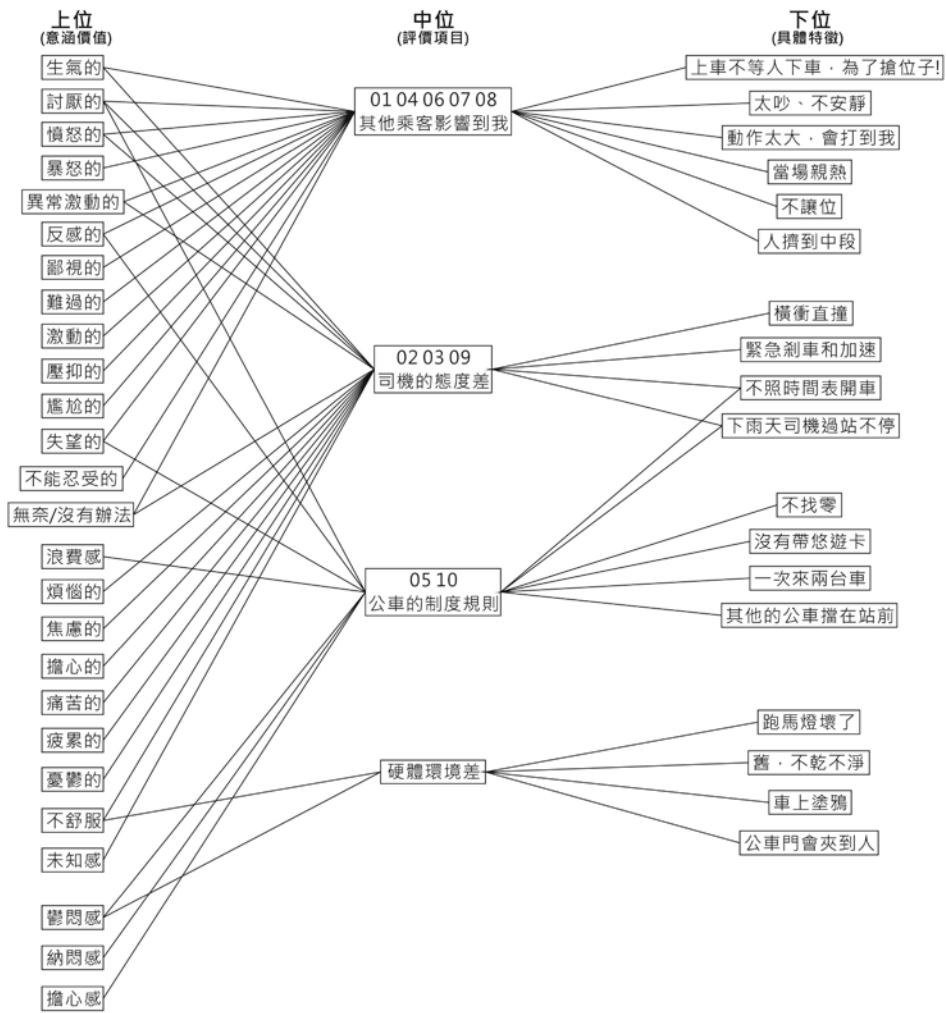 上位
(意涵價值)
生氣的
討厭的
憤怒的
暴怒的
異常激動的
反感的
鄙視的
難過的
激動的
壓抑的
尷尬的
失望的
不能忍受的
無奈/沒有辦法
浪費感
煩惱的
焦慮的
擔心的
痛苦的
疲累的
憂鬱的
不舒服
未知感
鬱悶感
納悶感
擔心感
中位
(評價項目)
01 04 06 07 08
其他乘客影響到我
02 03 09
司機的態度差
05 10
公車的制度規則
硬體環境差
下位
(具體特徵)
上車不等人下車，為了搶位子!
太吵、不安靜
動作太大，會打到我
當場親熱
不讓位
人擠到中段
橫衝直撞
緊急剎車和加速
不照時間表開車
下雨天司機過站不停
不找零
沒有帶悠遊卡
一次來兩台車
其他的公車擋在站前
跑馬燈壞了
舊，不乾不淨
車上塗鴉
公車門會夾到人